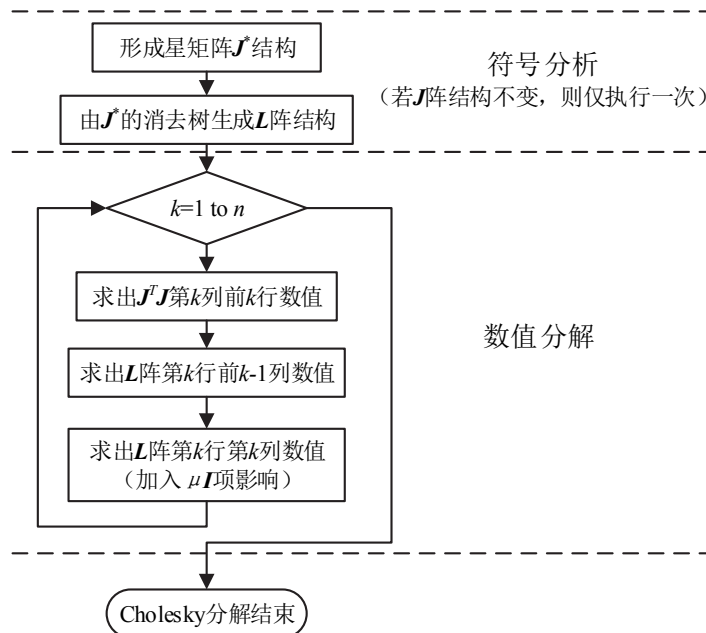 形成星矩阵J*结构
符号分析
（若J阵结构不变，则仅执行一次）
由J*的消去树生成L阵结构
k=1 to n
求出JᵀJ第k列前k行数值
数值分解
求出L阵第k行前k-1列数值
求出L阵第k行第k列数值
（加入 μI项影响）
Cholesky分解结束